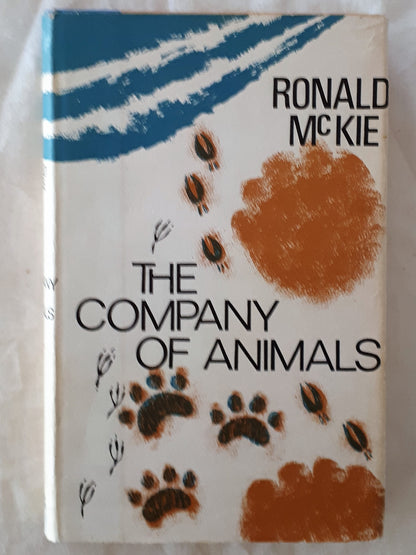 RONALD
McKIE
THE
COMPANY
OF ANIMALS